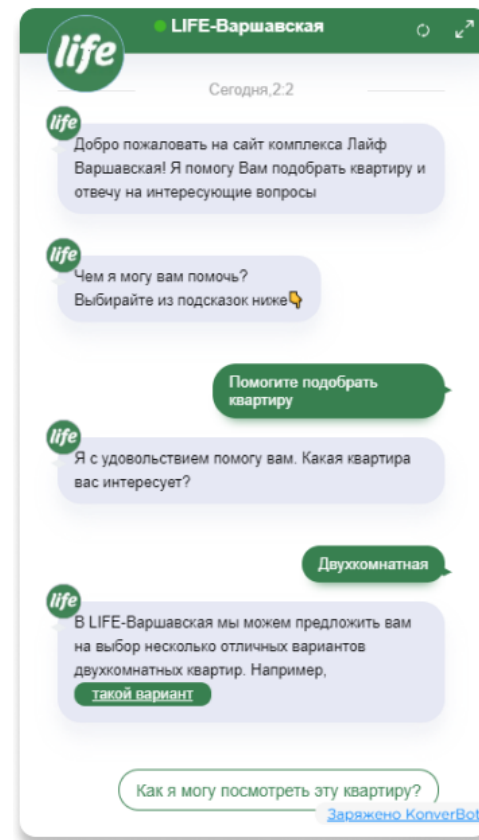 LIFE-Варшавская
life
Сегодня,2:2
life
Добро пожаловать на сайт комплекса Лайф
Варшавская! Я помогу Вам подобрать квартиру и
отвечу на интересующие вопросы
life
Чем я могу вам помочь?
Выбирайте из подсказок ниже👇
Помогите подобрать
квартиру
life
Я с удовольствием помогу вам. Какая квартира
вас интересует?
Двухкомнатная
life
В LIFE-Варшавская мы можем предложить вам
на выбор несколько отличных вариантов
двухкомнатных квартир. Например,
такой вариант
Как я могу посмотреть эту квартиру?
Заряжено KonverBot